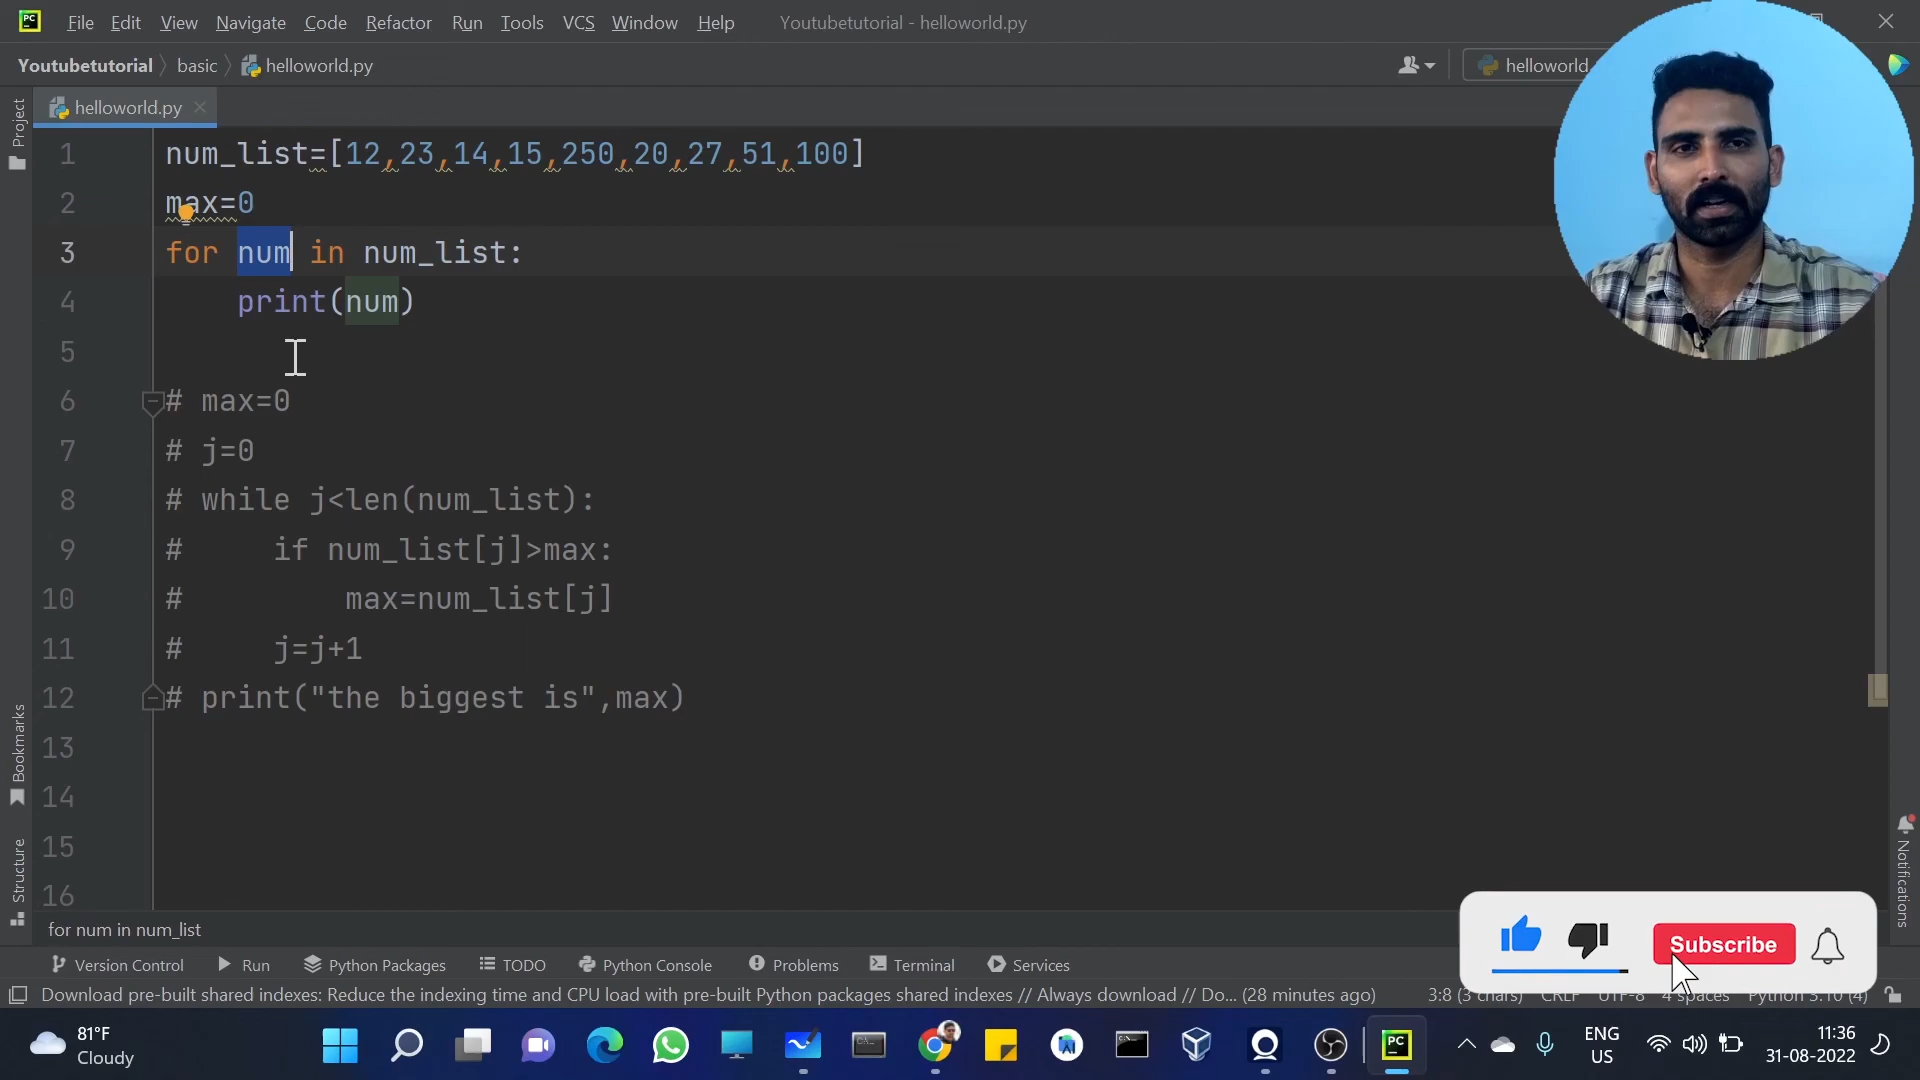 PC File Edit View Navigate Code Refactor Run Tools VCS Window Help Youtubetutorial - helloworld.py
Youtubetutorial basic helloworld.py helloworld
Project
helloworld.py
1 num_list=[12,23,14,15,250,20,27,51,100]
2 max=0
3 for num in num_list:
4 print(num)
5
6 # max=0
7 # j=0
8 # while j<len(num_list):
9 # if num_list[j]>max:
10 # max=num_list[j]
11 # j=j+1
12 # print("the biggest is",max)
13
14
15
16
Bookmarks
Structure
Notifications
for num in num_list
Subscribe
Version Control Run Python Packages TODO Python Console Problems Terminal Services
Download pre-built shared indexes: Reduce the indexing time and CPU load with pre-built Python packages shared indexes // Always download // Do... (28 minutes ago) 3:8 (3 chars) CRLF UTF-8 4 spaces Python 3.10 (4)
81°F
Cloudy
PC
ENG
US
11:36
31-08-2022